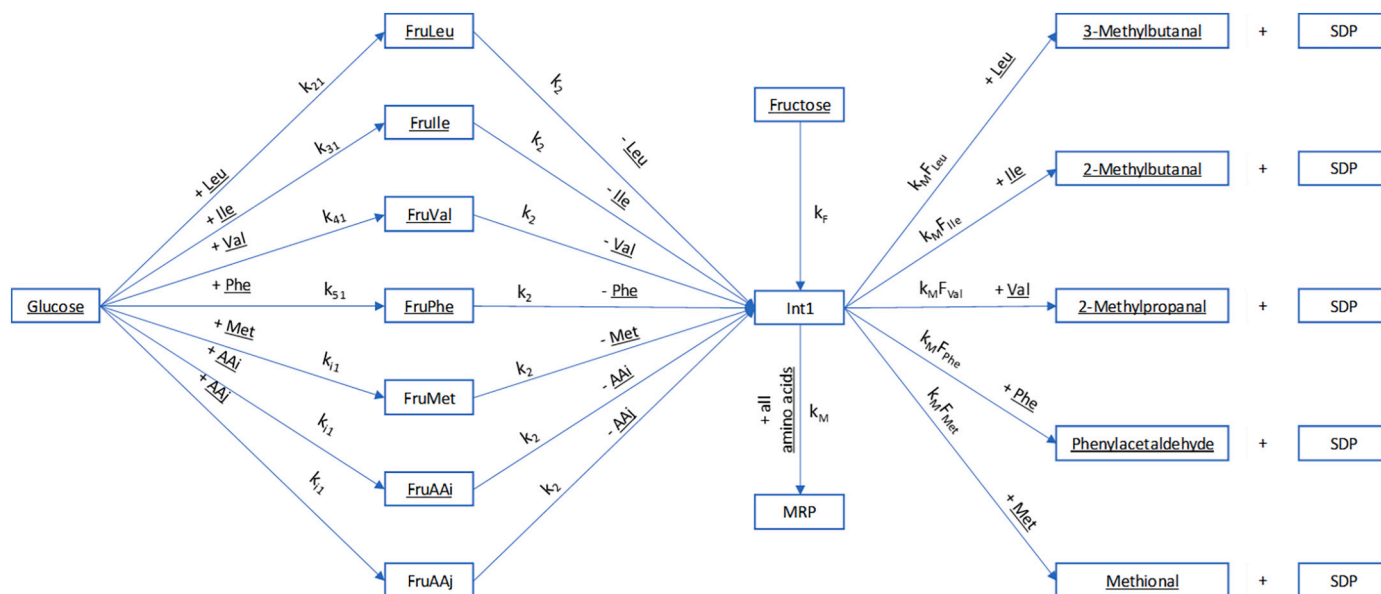 FruLeu
3-Methylbutanal + SDP
k21
k2
+ Leu
- Leu
Fructose
FruIle
k31
k2
+ Ile
- Ile
kF
kMFLeu
+ Leu
2-Methylbutanal + SDP
+ Ile
kMFIle
FruVal
k41
k2
+ Val
- Val
Glucose
+ Phe
k51
FruPhe
k2
- Phe
Int1
kMFVal
+ Val
2-Methylpropanal + SDP
+ Met
ki1
FruMet
k2
- Met
kMFPhe
+ Phe
Phenylacetaldehyde + SDP
+ AAi
ki1
FruAAi
k2
- AAi
+ all
amino acids
kM
MRP
kMFMet
+ Met
Methional + SDP
+ AAj
ki1
FruAAj
k2
- AAj